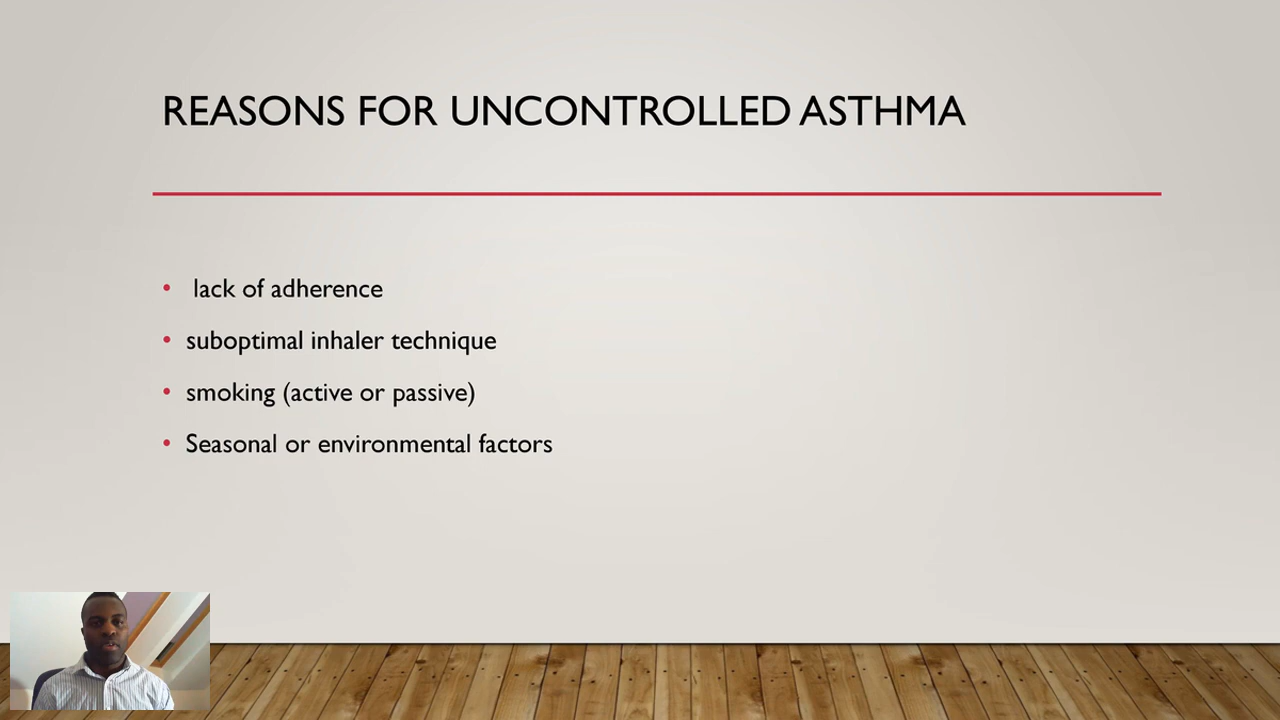 REASONS FOR UNCONTROLLED ASTHMA
• lack of adherence
• suboptimal inhaler technique
• smoking (active or passive)
• Seasonal or environmental factors